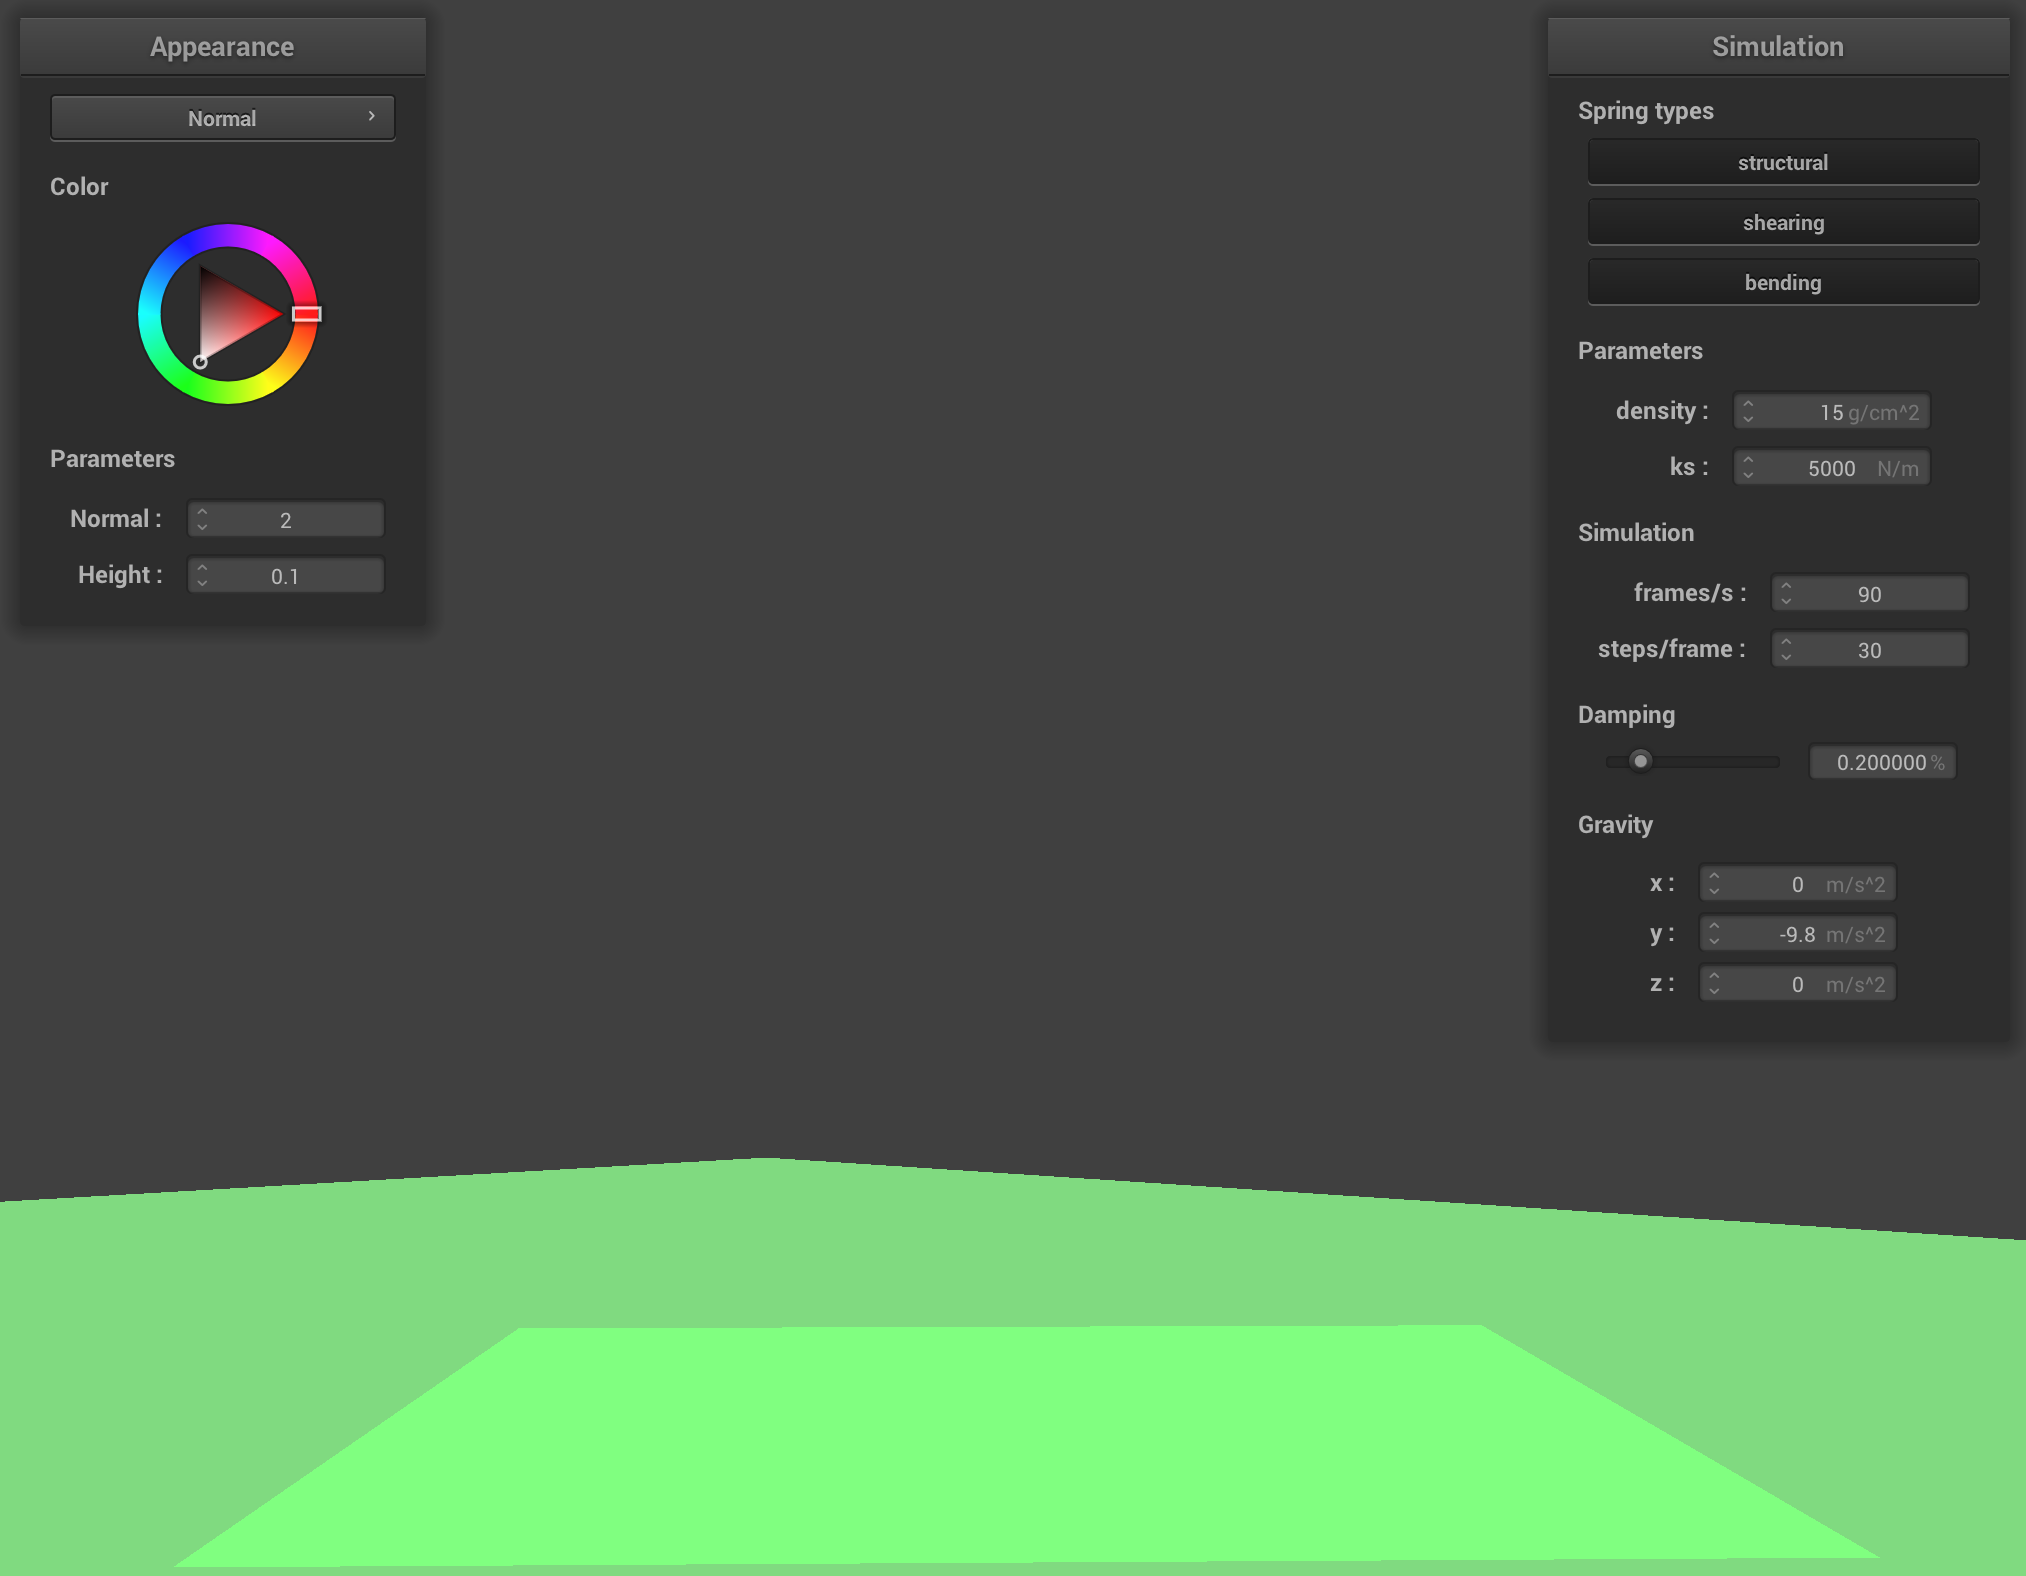 Appearance
Normal
Color
Parameters
Normal : 2
Height : 0.1
Simulation
Spring types
structural
shearing
bending
Parameters
density : 15 g/cm^2
ks : 5000 N/m
Simulation
frames/s : 90
steps/frame : 30
Damping
0.200000 %
Gravity
x : 0 m/s^2
y : -9.8 m/s^2
z : 0 m/s^2